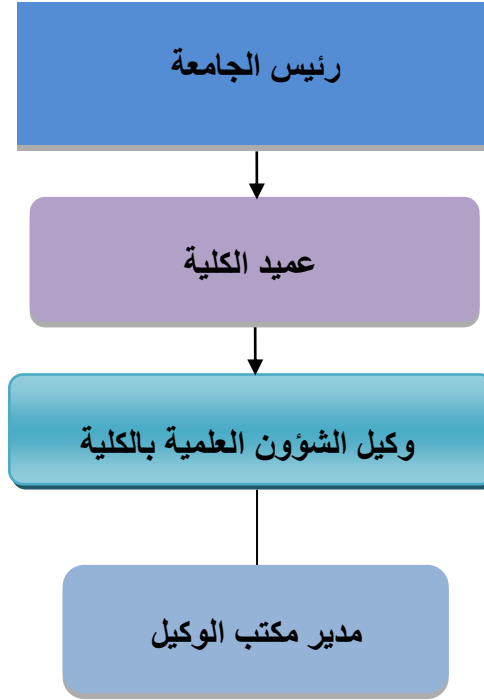 رئيس الجامعة
عميد الكلية
وكيل الشؤون العلمية بالكلية
مدير مكتب الوكيل